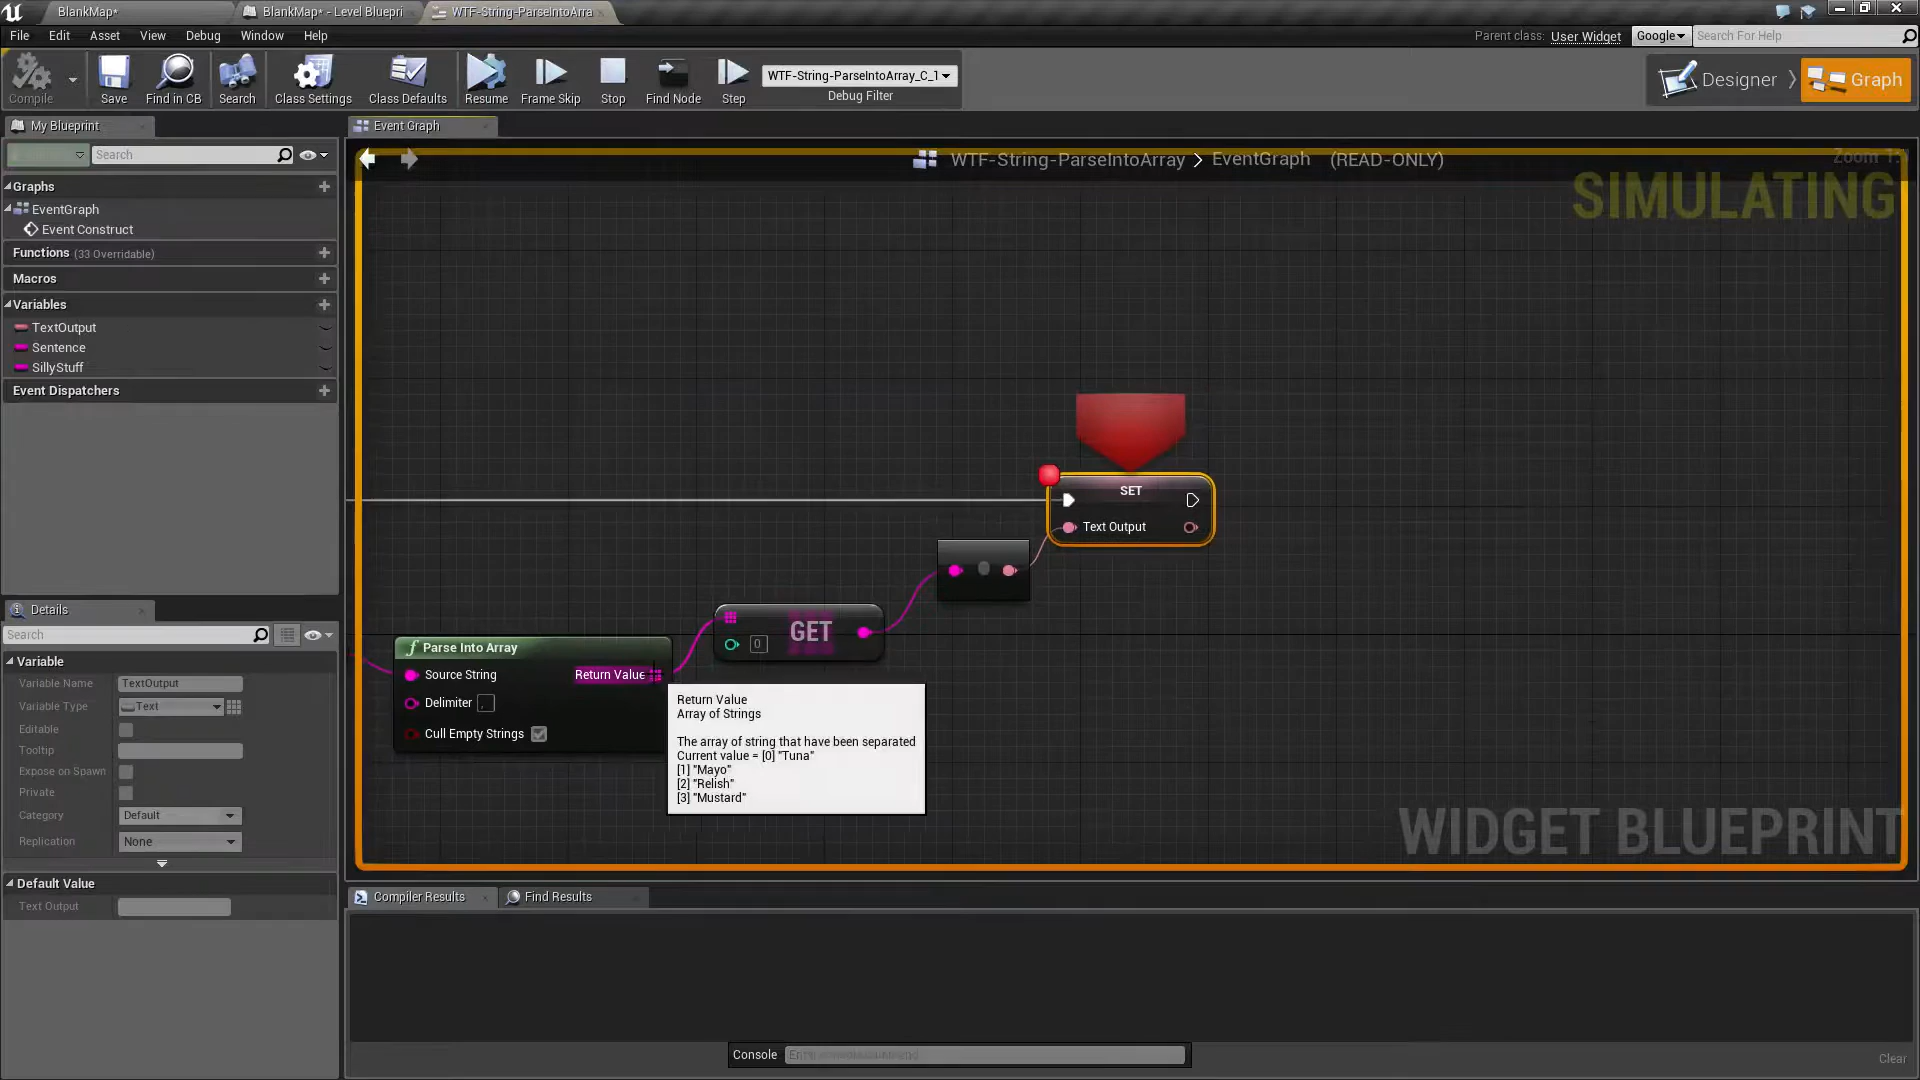 BlankMap*
BlankMap* - Level Bluepri
WTF-String-ParseIntoArra
File Edit Asset View Debug Window Help
Parent class: User Widget
Google
Search For Help
Compile
Save
Find in CB
Search
Class Settings
Class Defaults
Resume
Frame Skip
Stop
Find Node
Step
WTF-String-ParseIntoArray_C_1
Debug Filter
Designer
Graph
My Blueprint
Event Graph
Search
WTF-String-ParseIntoArray > EventGraph (READ-ONLY)
SIMULATING
Graphs
EventGraph
Event Construct
Functions (33 Overridable)
Macros
Variables
TextOutput
Sentence
SillyStuff
Event Dispatchers
SET
Text Output
GET
0
Parse Into Array
Source String
Return Value
Delimiter
,
Cull Empty Strings
Return Value
Array of Strings
The array of string that have been separated
Current value = [0] "Tuna"
[1] "Mayo"
[2] "Relish"
[3] "Mustard"
WIDGET BLUEPRINT
Details
Search
Variable
Variable Name
TextOutput
Variable Type
Text
Editable
Tooltip
Expose on Spawn
Private
Category
Default
Replication
None
Default Value
Text Output
Compiler Results
Find Results
Console
Clear